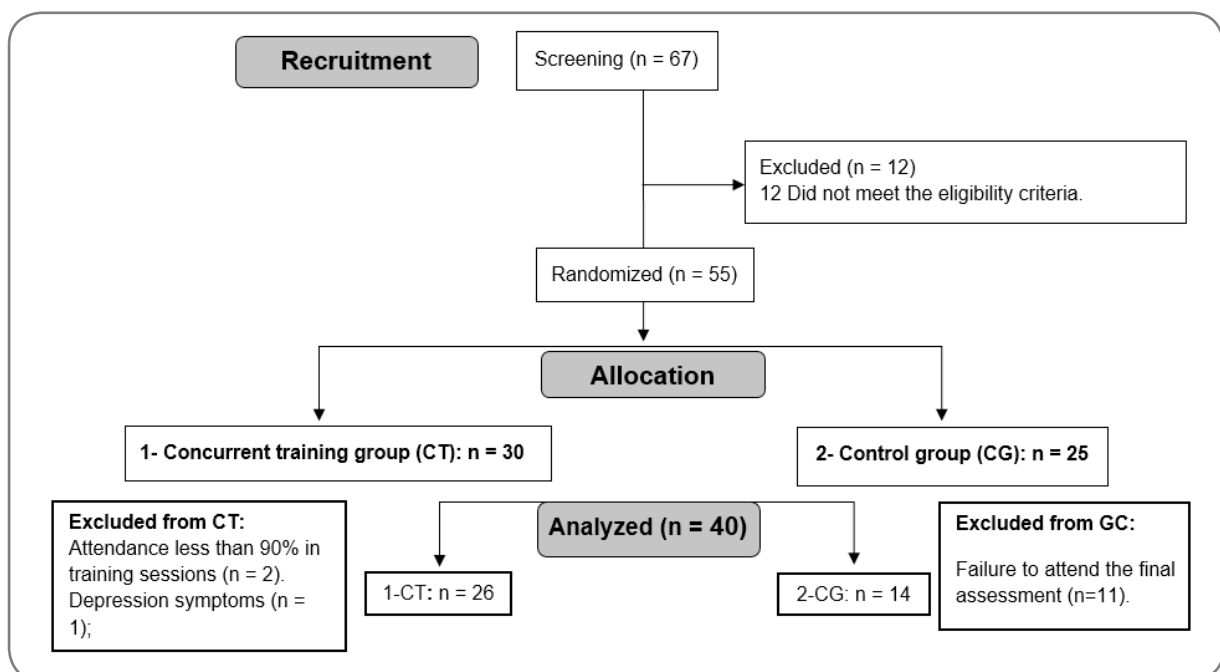 Recruitment
Screening (n = 67)
Excluded (n = 12)
12 Did not meet the eligibility criteria.
Randomized (n = 55)
Allocation
1- Concurrent training group (CT): n = 30
2- Control group (CG): n = 25
Excluded from CT:
Attendance less than 90% in
training sessions (n = 2).
Depression symptoms (n =
1);
Analyzed (n = 40)
1-CT: n = 26
2-CG: n = 14
Excluded from GC:
Failure to attend the final
assessment (n=11).